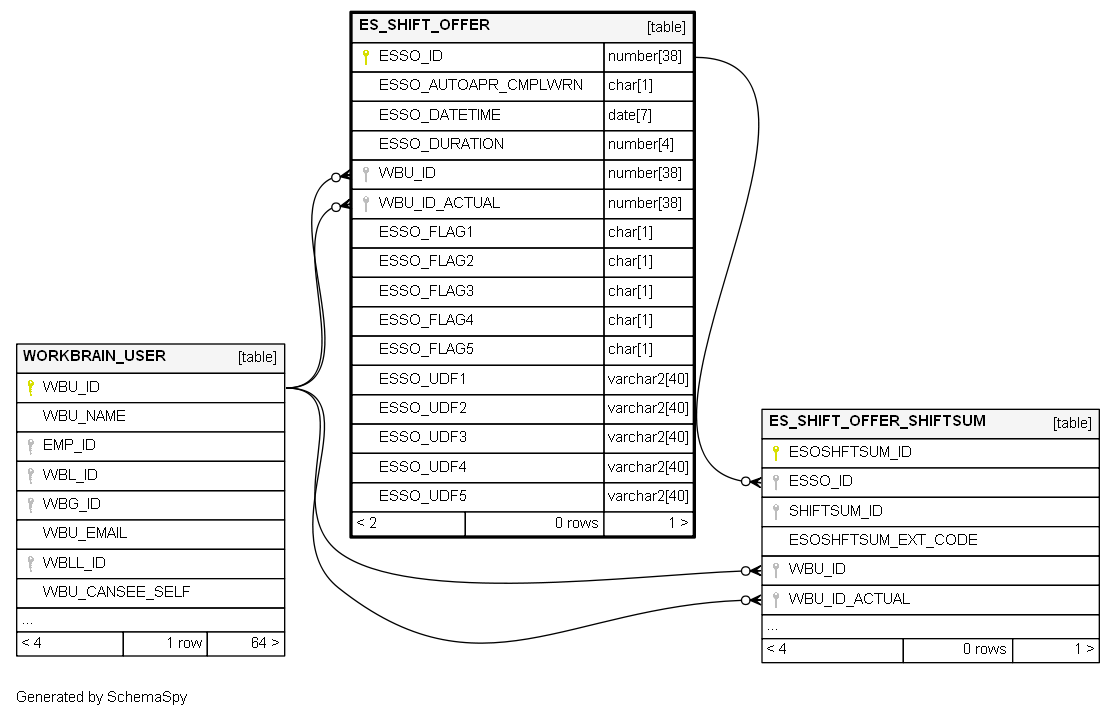 ES_SHIFT_OFFER [table]
ESSO_ID number[38]
ESSO_AUTOAPR_CMPLWRN char[1]
ESSO_DATETIME date[7]
ESSO_DURATION number[4]
WBU_ID number[38]
WBU_ID_ACTUAL number[38]
ESSO_FLAG1 char[1]
ESSO_FLAG2 char[1]
ESSO_FLAG3 char[1]
ESSO_FLAG4 char[1]
ESSO_FLAG5 char[1]
ESSO_UDF1 varchar2[40]
ESSO_UDF2 varchar2[40]
ESSO_UDF3 varchar2[40]
ESSO_UDF4 varchar2[40]
ESSO_UDF5 varchar2[40]
< 2 0 rows 1 >
WORKBRAIN_USER [table]
WBU_ID
WBU_NAME
EMP_ID
WBL_ID
WBG_ID
WBU_EMAIL
WBLL_ID
WBU_CANSEE_SELF
...
< 4 1 row 64 >
ES_SHIFT_OFFER_SHIFTSUM [table]
ESOSHFTSUM_ID
ESSO_ID
SHIFTSUM_ID
ESOSHFTSUM_EXT_CODE
WBU_ID
WBU_ID_ACTUAL
...
< 4 0 rows 1 >
Generated by SchemaSpy